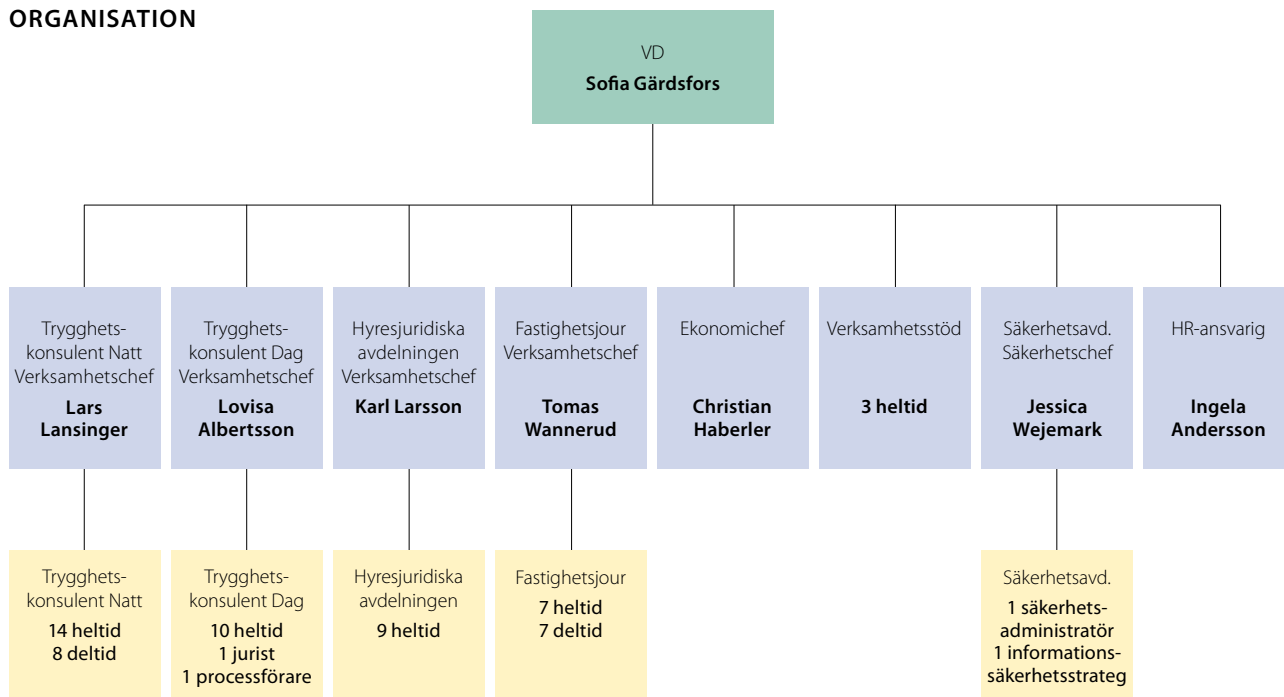 ORGANISATION
VD
Sofia Gärdsfors
Trygghets-
konsulent Natt
Verksamhetschef
Lars
Lansinger
Trygghets-
konsulent Dag
Verksamhetschef
Lovisa
Albertsson
Hyresjuridiska
avdelningen
Verksamhetschef
Karl Larsson
Fastighetsjour
Verksamhetschef
Tomas
Wannerud
Ekonomichef
Christian
Haberler
Verksamhetsstöd
3 heltid
Säkerhetsavd.
Säkerhetschef
Jessica
Wejemark
HR-ansvarig
Ingela
Andersson
Trygghets-
konsulent Natt
14 heltid
8 deltid
Trygghets-
konsulent Dag
10 heltid
1 jurist
1 processförare
Hyresjuridiska
avdelningen
9 heltid
Fastighetsjour
7 heltid
7 deltid
Säkerhetsavd.
1 säkerhets-
administratör
1 informations-
säkerhetsstrateg